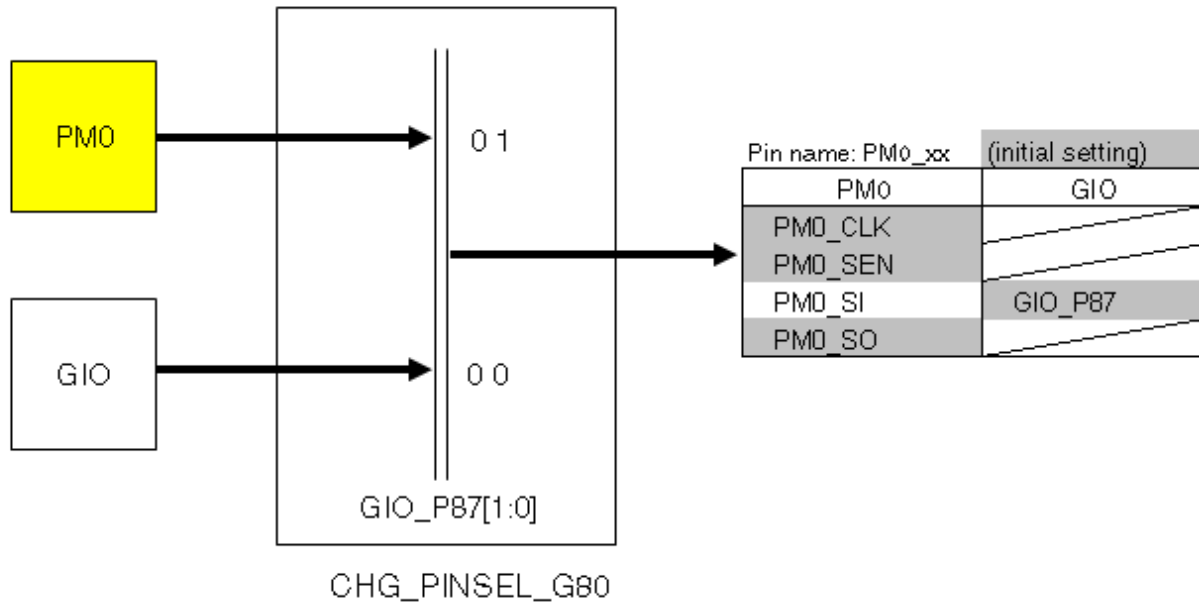 PM0
0 1
GIO
0 0
GIO_P87[1:0]
CHG_PINSEL_G80
Pin name: PM0_xx (initial setting)
PM0 GIO
PM0_CLK
PM0_SEN
PM0_SI GIO_P87
PM0_SO